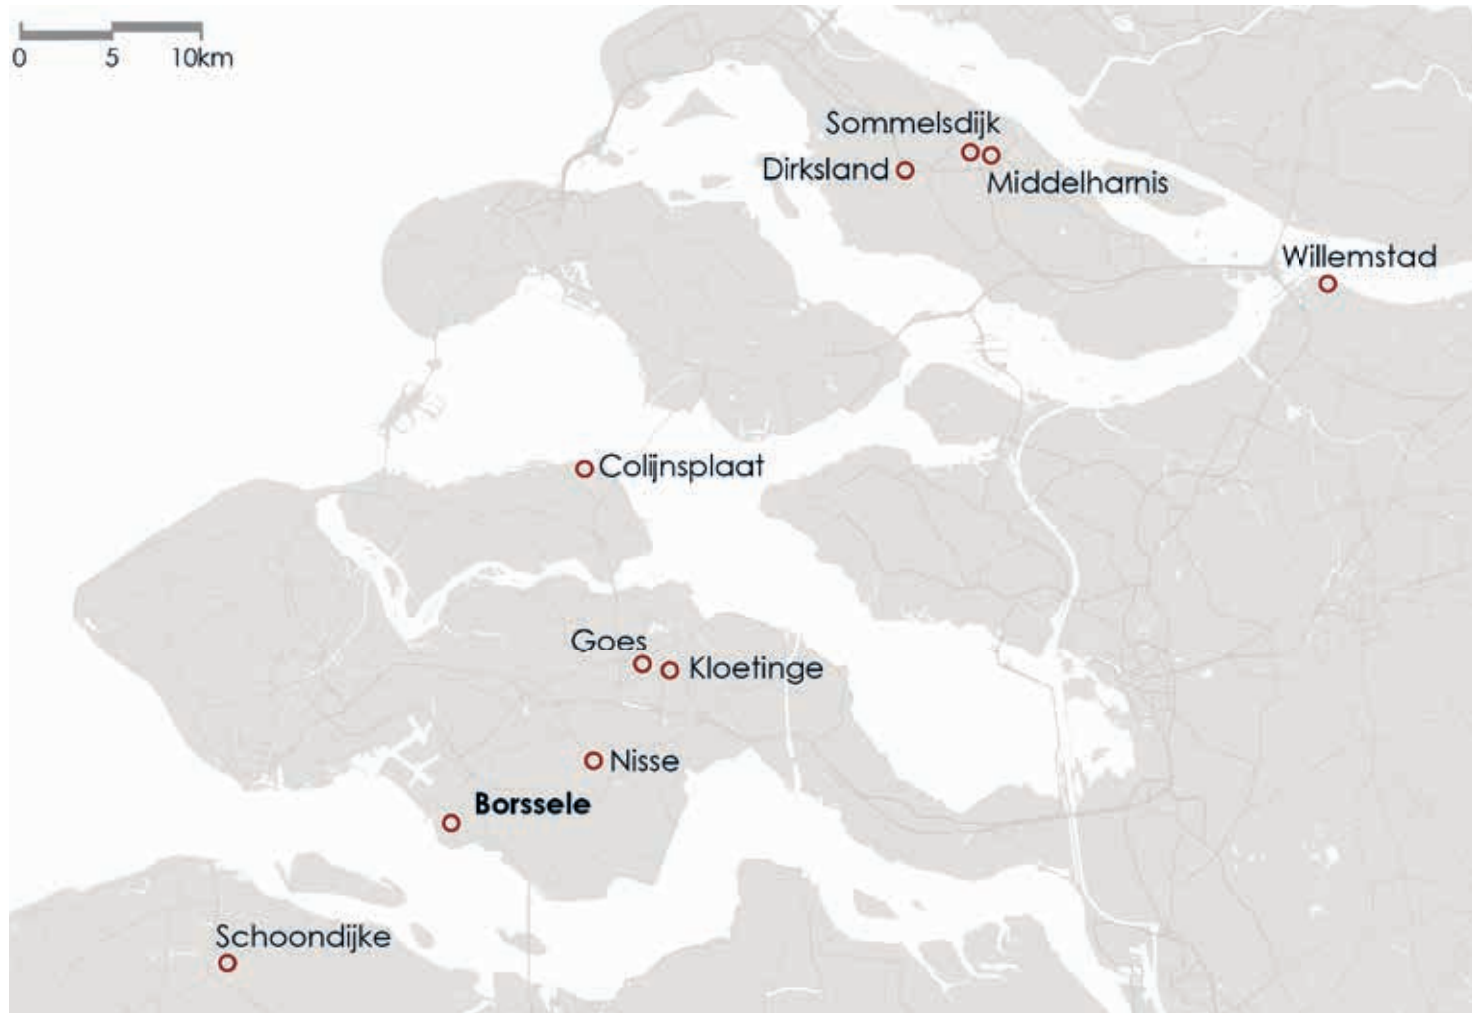 0 5 10km
Sommelsdijk
Dirksland
Middelharnis
Willemstad
Colijnsplaat
Goes
Kloetinge
Nisse
Borssele
Schoondijke